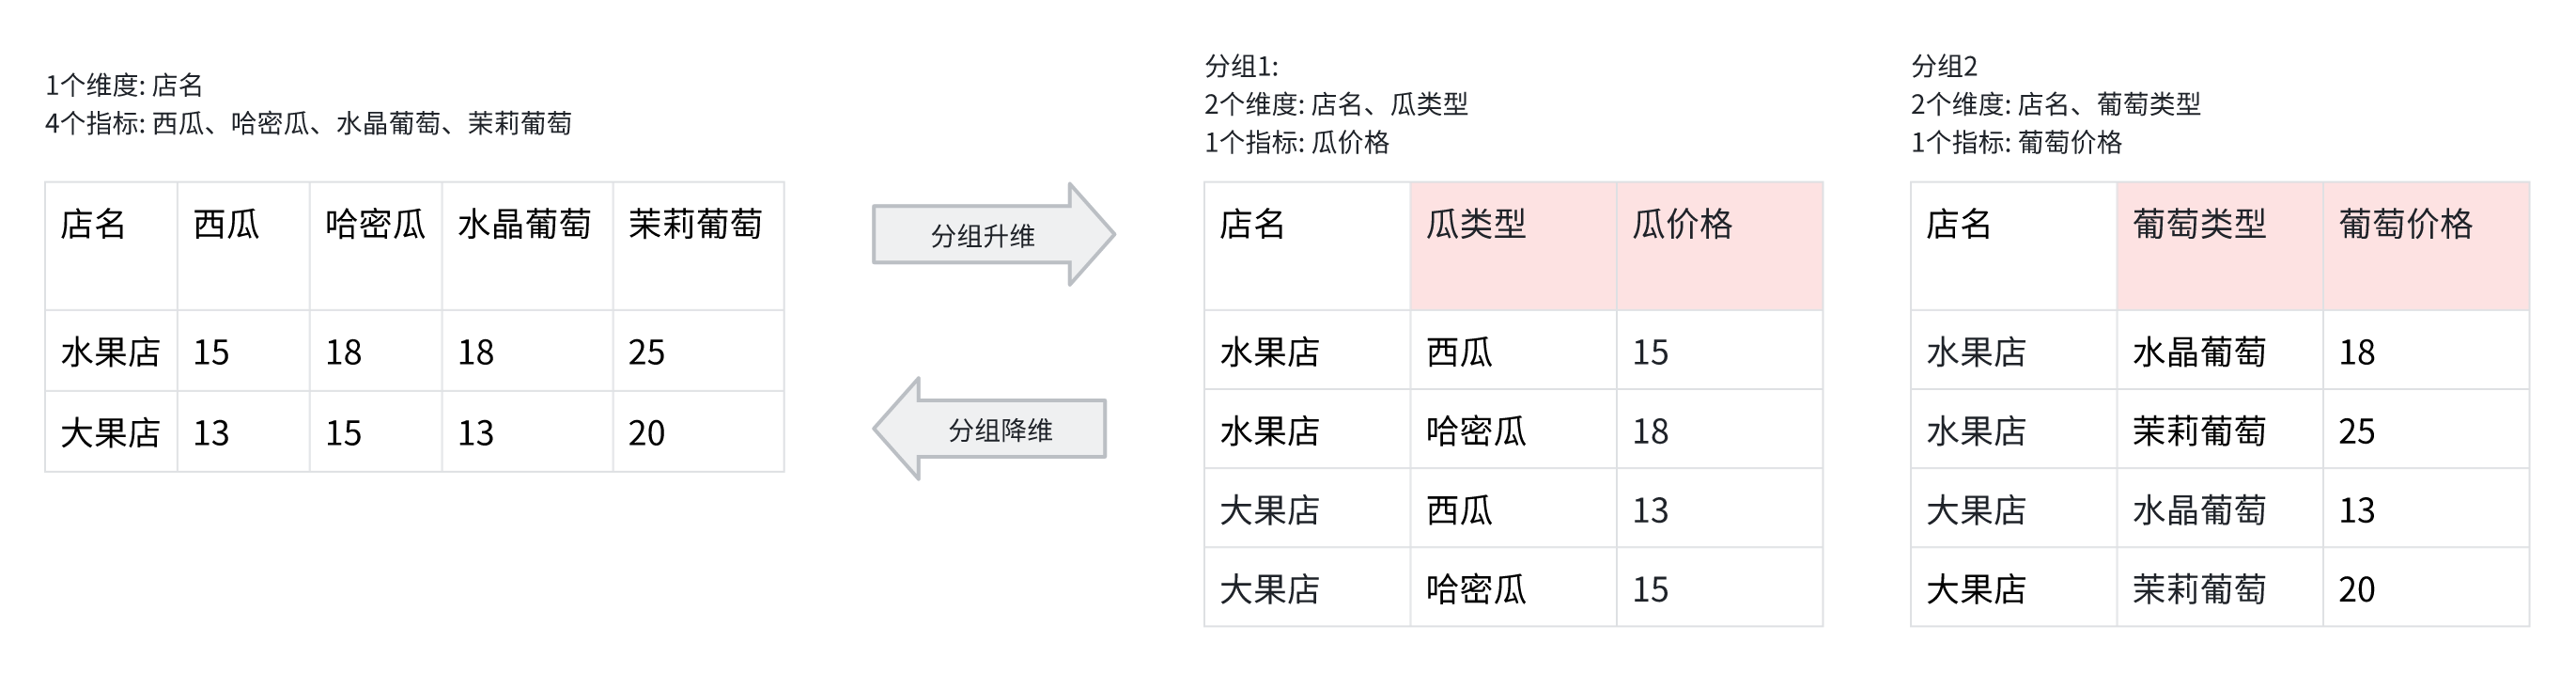 1个维度: 店名
4个指标: 西瓜、哈密瓜、水晶葡萄、茉莉葡萄
店名 西瓜 哈密瓜 水晶葡萄 茉莉葡萄
水果店 15 18 18 25
大果店 13 15 13 20
分组升维
分组降维
分组1:
2个维度: 店名、瓜类型
1个指标: 瓜价格
店名 瓜类型 瓜价格
水果店 西瓜 15
水果店 哈密瓜 18
大果店 西瓜 13
大果店 哈密瓜 15
分组2
2个维度: 店名、葡萄类型
1个指标: 葡萄价格
店名 葡萄类型 葡萄价格
水果店 水晶葡萄 18
水果店 茉莉葡萄 25
大果店 水晶葡萄 13
大果店 茉莉葡萄 20